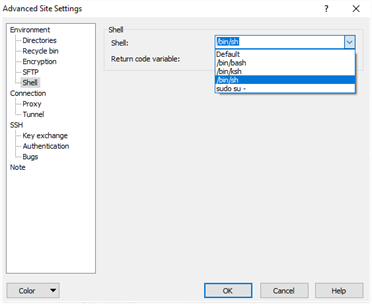 Advanced Site Settings
Environment
Directories
Recycle bin
Encryption
SFTP
Shell
Connection
Proxy
Tunnel
SSH
Key exchange
Authentication
Bugs
Note
Shell
Shell:
/bin/sh
Return code variable:
Default
/bin/bash
/bin/ksh
/bin/sh
sudo su -
Color
OK
Cancel
Help